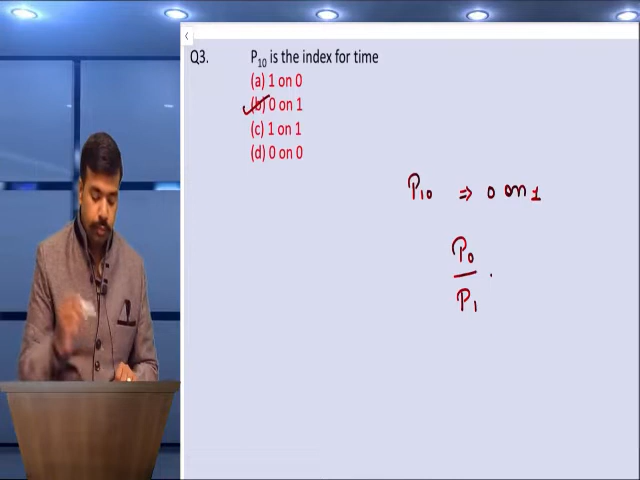 Q3. P₁₀ is the index for time
(a) 1 on 0
(b) 0 on 1
(c) 1 on 1
(d) 0 on 0
P₁₀ ⇒ 0 on 1
P₀
P₁